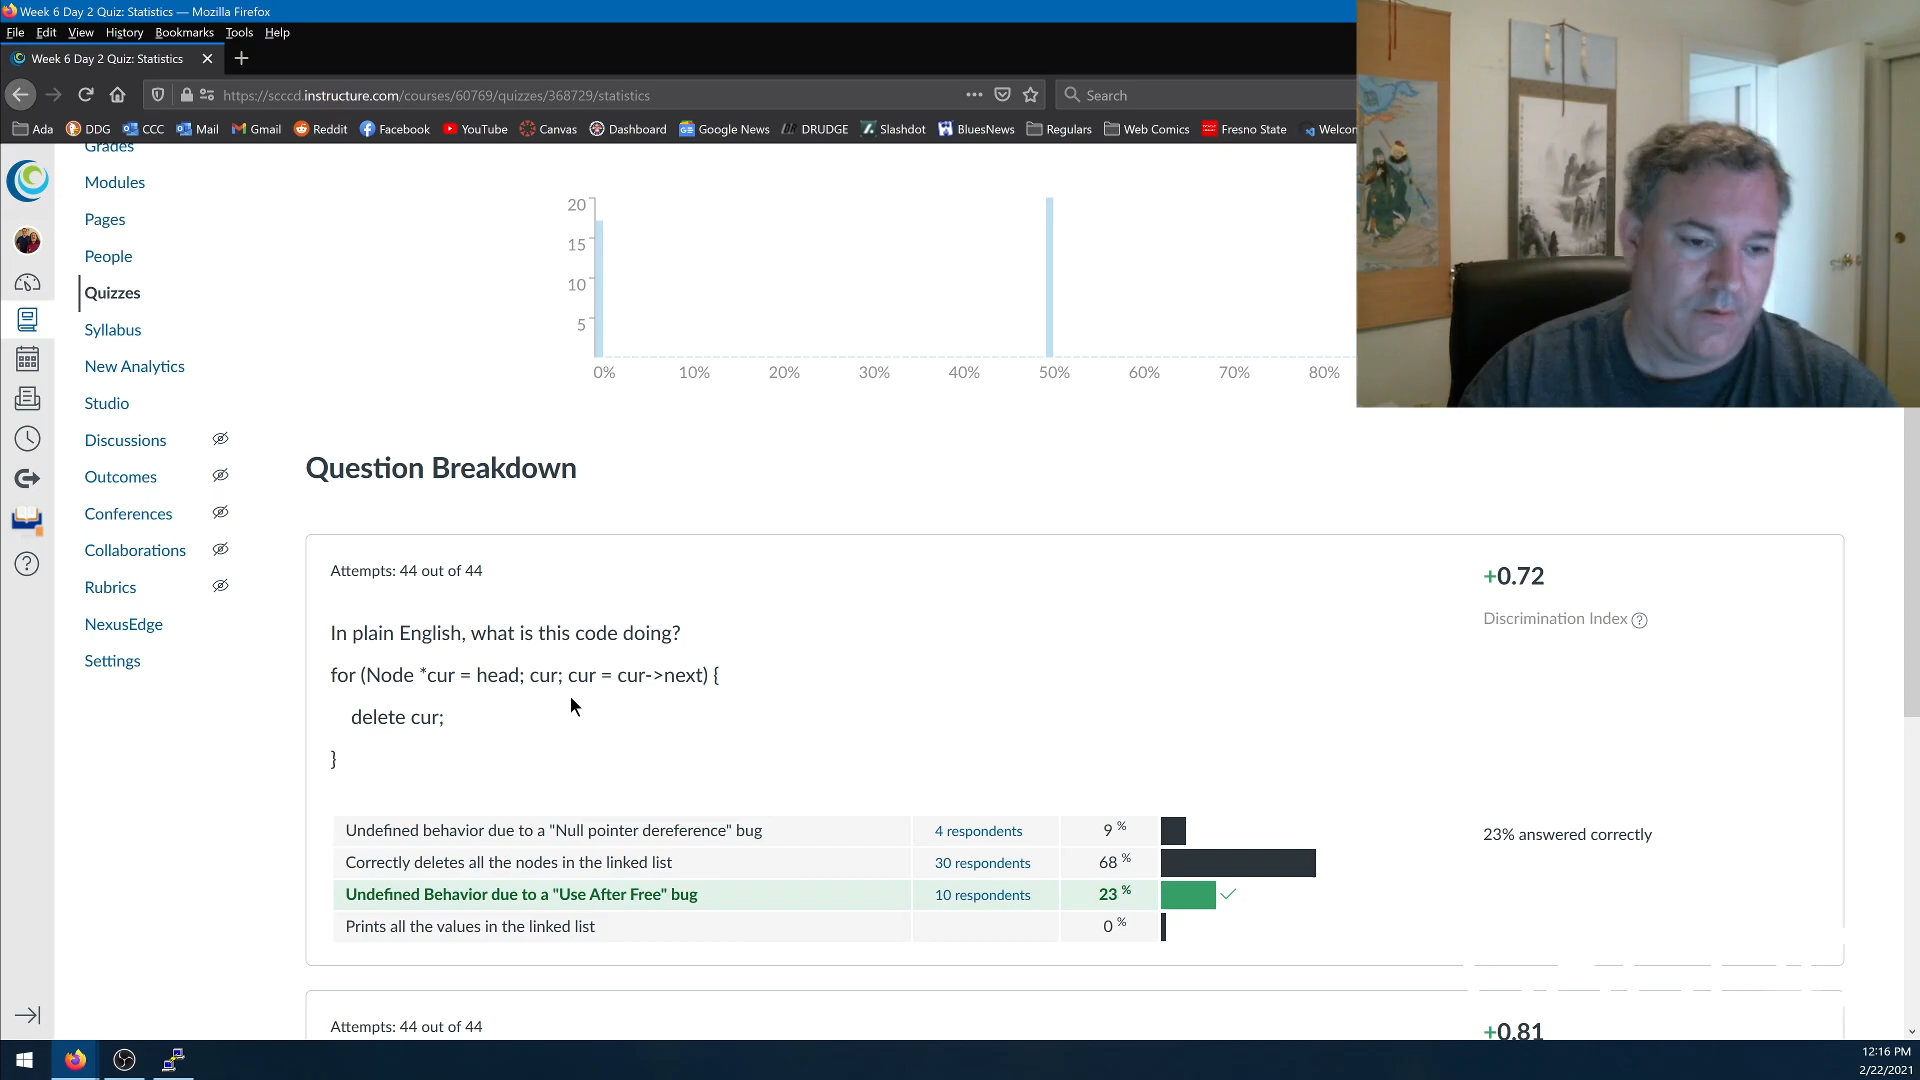 Week 6 Day 2 Quiz: Statistics — Mozilla Firefox
File Edit View History Bookmarks Tools Help
Week 6 Day 2 Quiz: Statistics
https://scccd.instructure.com/courses/60769/quizzes/368729/statistics
Search
Ada DDG CCC Mail Gmail Reddit Facebook YouTube Canvas Dashboard Google News DRUDGE Slashdot BluesNews Regulars Web Comics Fresno State Welcon
Grades
Modules
Pages
People
Quizzes
Syllabus
New Analytics
Studio
Discussions
Outcomes
Conferences
Collaborations
Rubrics
NexusEdge
Settings
20
15
10
5
0% 10% 20% 30% 40% 50% 60% 70% 80%
Question Breakdown
Attempts: 44 out of 44
+0.72
Discrimination Index ?
In plain English, what is this code doing?
for (Node *cur = head; cur; cur = cur->next) {
delete cur;
}
Undefined behavior due to a "Null pointer dereference" bug 4 respondents 9 %
Correctly deletes all the nodes in the linked list 30 respondents 68 %
Undefined Behavior due to a "Use After Free" bug 10 respondents 23 %
Prints all the values in the linked list 0 %
23% answered correctly
Attempts: 44 out of 44
+0.81
12:16 PM
2/22/2021